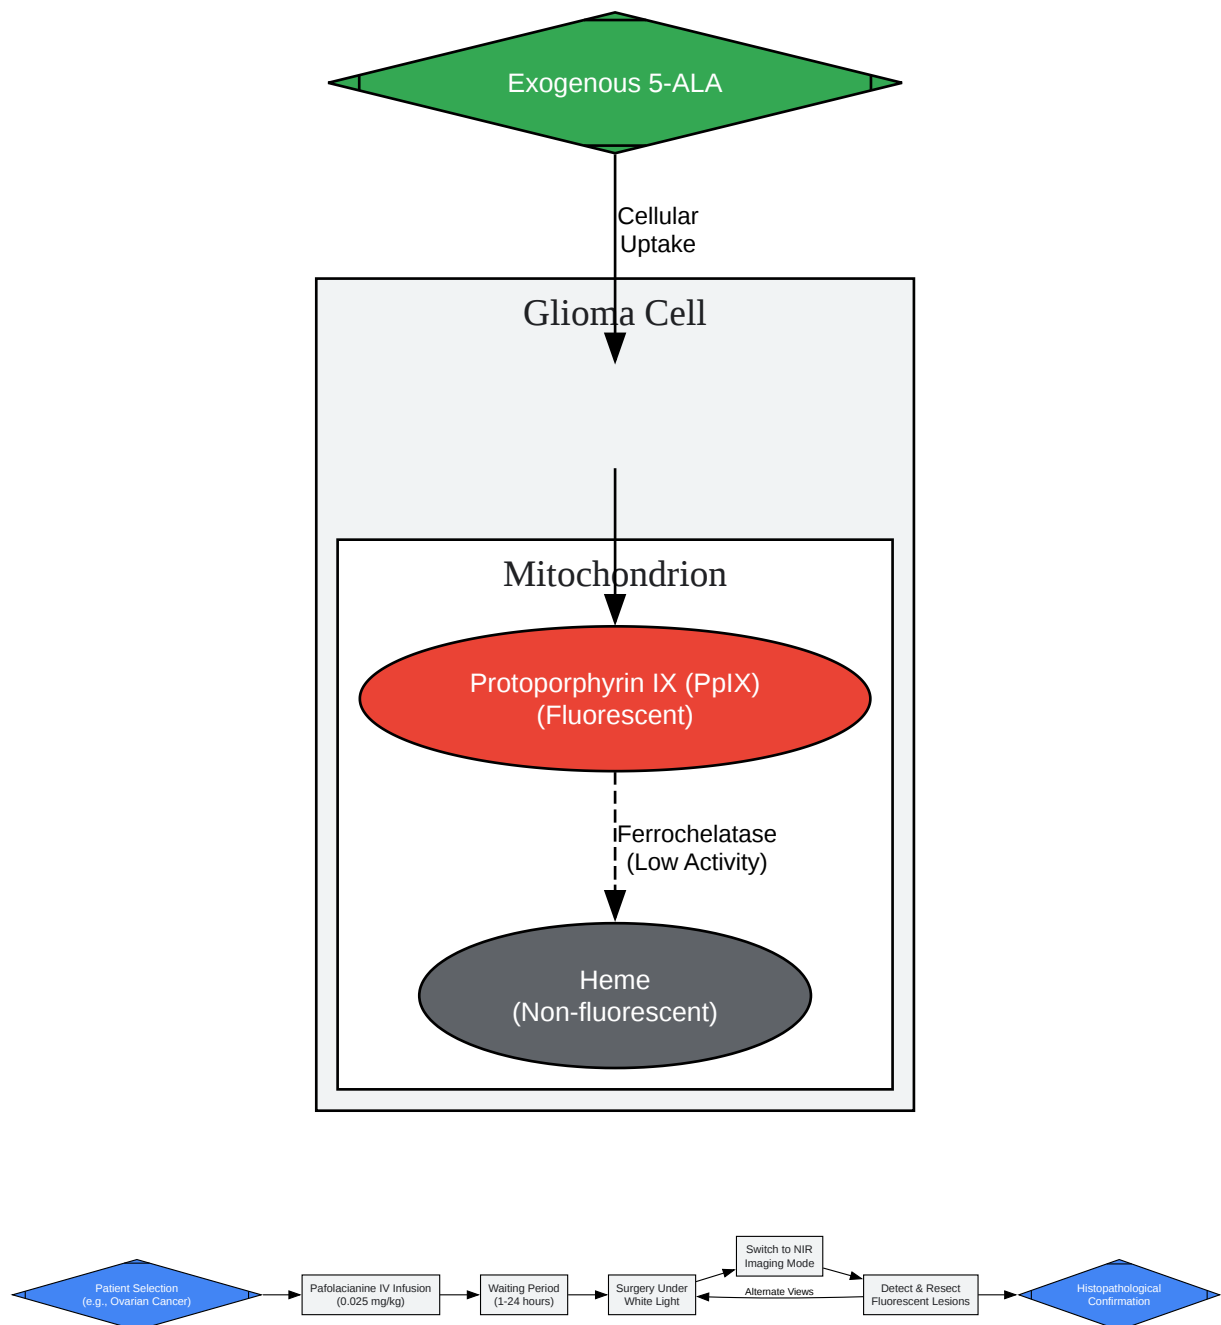 Exogenous 5-ALA
Cellular
Uptake
Glioma Cell
Mitochondrion
Protoporphyrin IX (PpIX)
(Fluorescent)
Ferrochelatase
(Low Activity)
Heme
(Non-fluorescent)
Patient Selection
(e.g., Ovarian Cancer)
Pafolacianine IV Infusion
(0.025 mg/kg)
Waiting Period
(1-24 hours)
Surgery Under
White Light
Switch to NIR
Imaging Mode
Alternate Views
Detect & Resect
Fluorescent Lesions
Histopathological
Confirmation